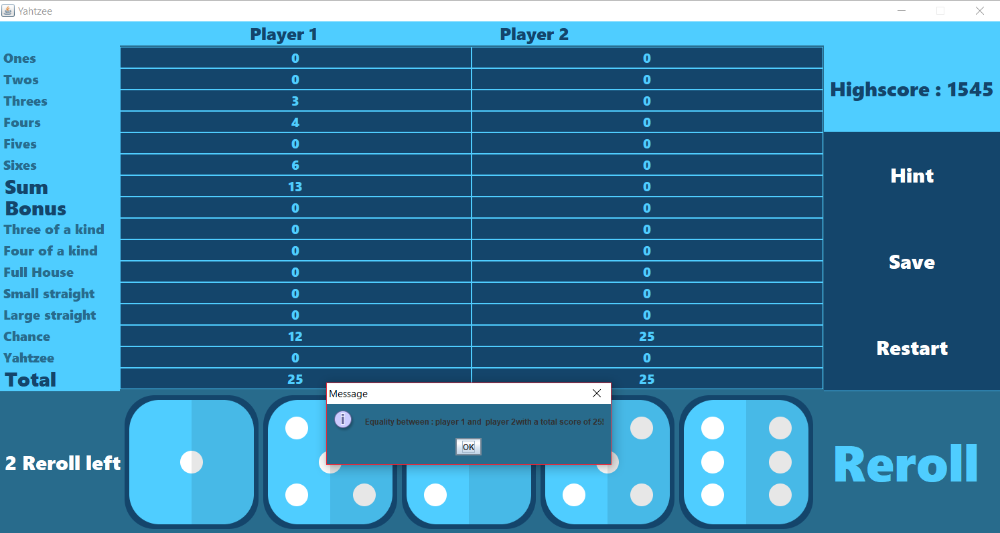 Yahtzee
Player 1 Player 2
Ones 0 0
Twos 0 0
Threes 3 0
Highscore : 1545
Fours 4 0
Fives 0 0
Sixes 6 0
Hint
Sum 13 0
Bonus 0 0
Three of a kind 0 0
Four of a kind 0 0
Save
Full House 0 0
Small straight 0 0
Large straight 0 0
Chance 12 25
Restart
Yahtzee 0 0
Total 25 25
Message
Equality between : player 1 and  player 2with a total score of 25!
OK
2 Reroll left
Reroll